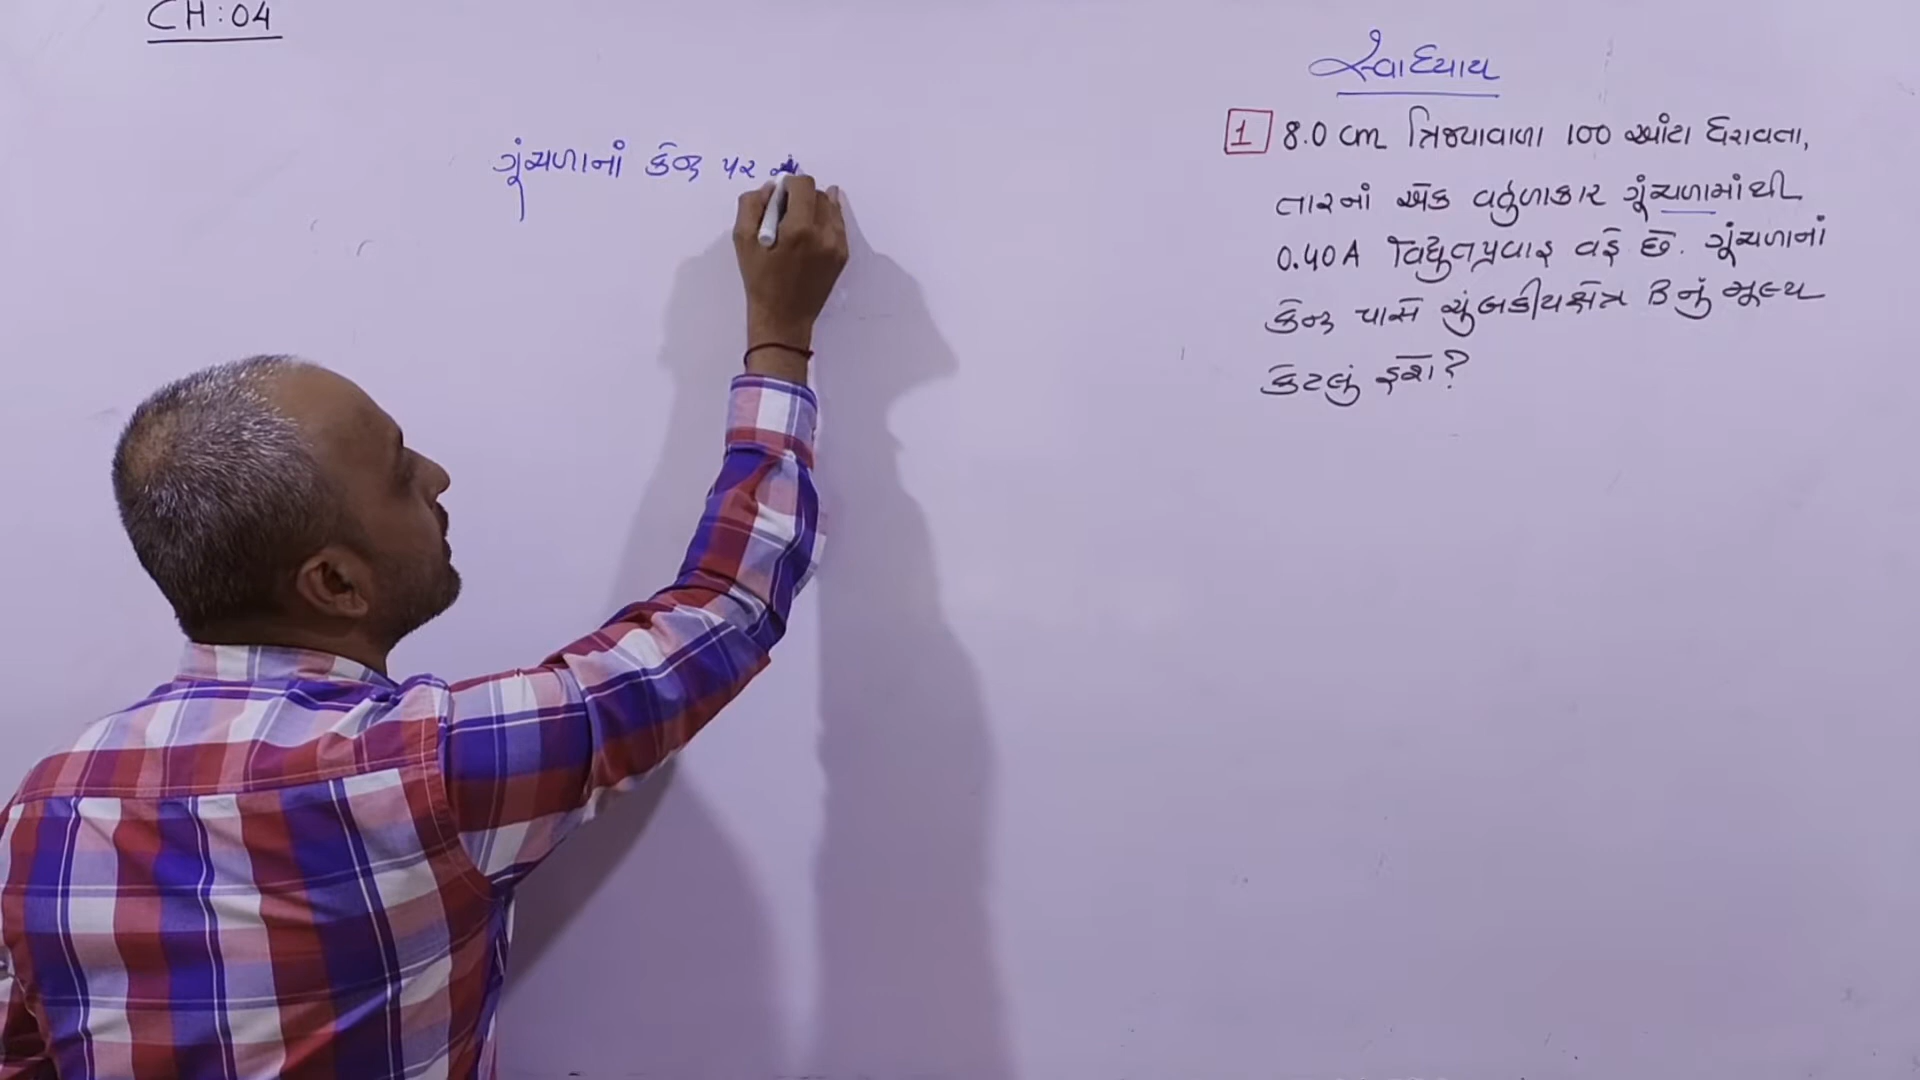 CH:04
સ્વાધ્યાય
1 8.0 cm ત્રિજ્યાવાળા 100 આંટા ધરાવતા,
તારનાં એક વર્તુળાકાર ગૂંચળામાંથી
0.40A વિદ્યુતપ્રવાહ વહે છે. ગૂંચળાનાં
કેન્દ્ર પાસે ચુંબકીયક્ષેત્ર B નું મૂલ્ય
કેટલું હશે?
ગૂંચળાનાં કેન્દ્ર પર